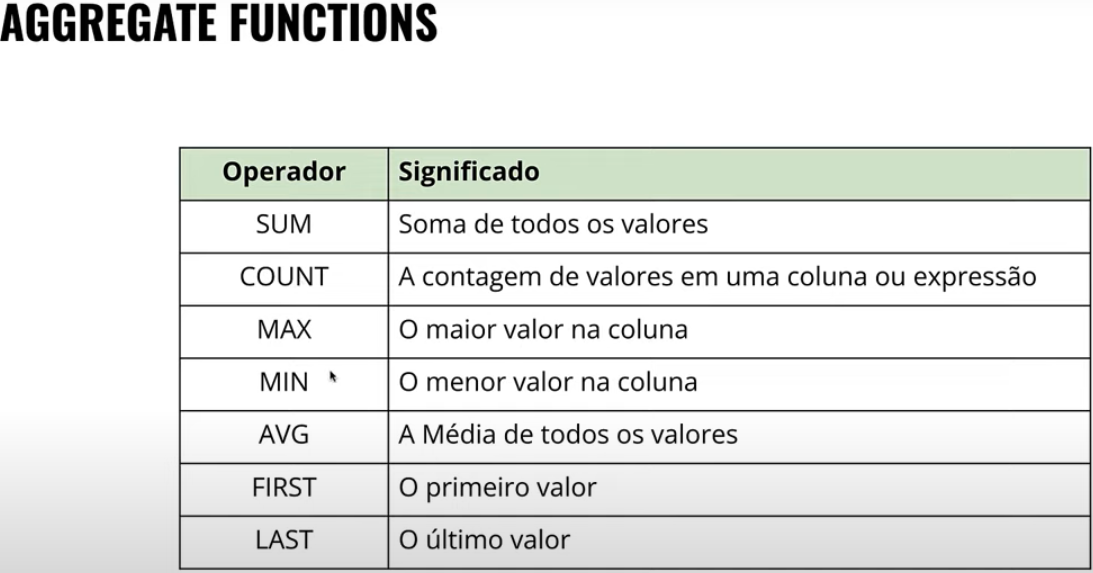 AGGREGATE FUNCTIONS
Operador Significado
SUM Soma de todos os valores
COUNT A contagem de valores em uma coluna ou expressão
MAX O maior valor na coluna
MIN O menor valor na coluna
AVG A Média de todos os valores
FIRST O primeiro valor
LAST O último valor